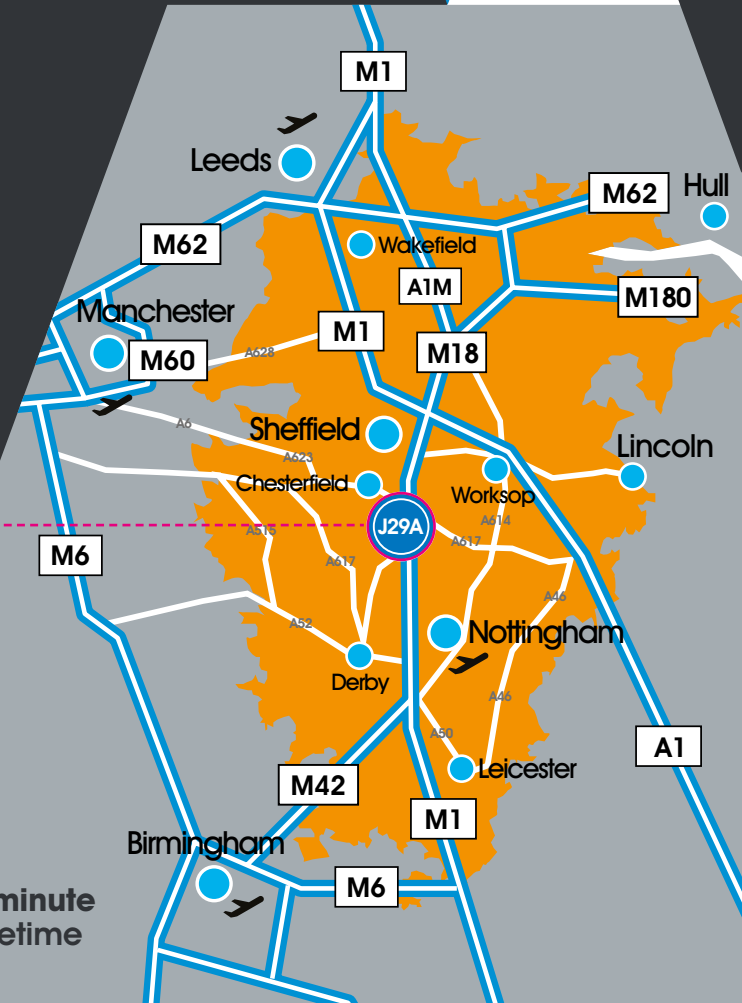 M1
Leeds
M62
Hull
M62
Wakefield
A1M
M180
Manchester
M1
M18
M60
A628
A6
Sheffield
Lincoln
A623
Chesterfield
Worksop
A614
J29A
A515
A617
M6
A617
A46
A52
Nottingham
Derby
A46
A50
A1
Leicester
M42
M1
Birmingham
M6
minute
etime